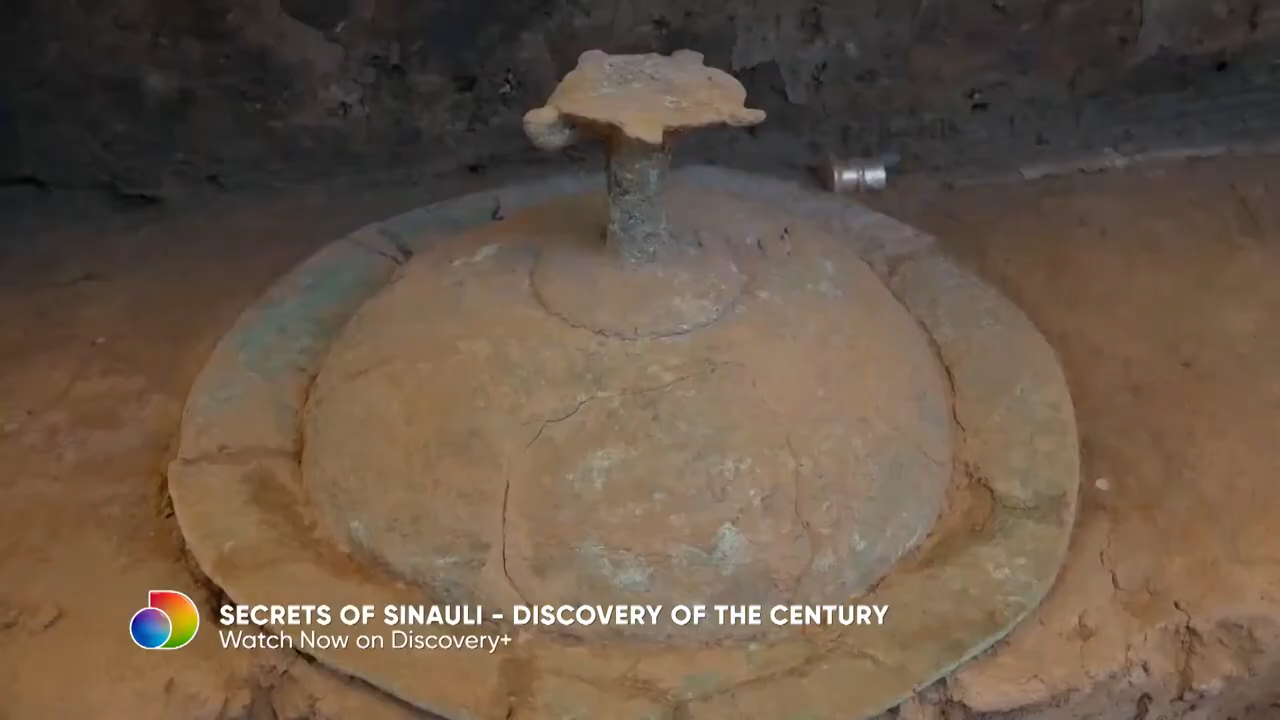 SECRETS OF SINAULI - DISCOVERY OF THE CENTURY
Watch Now on Discovery+